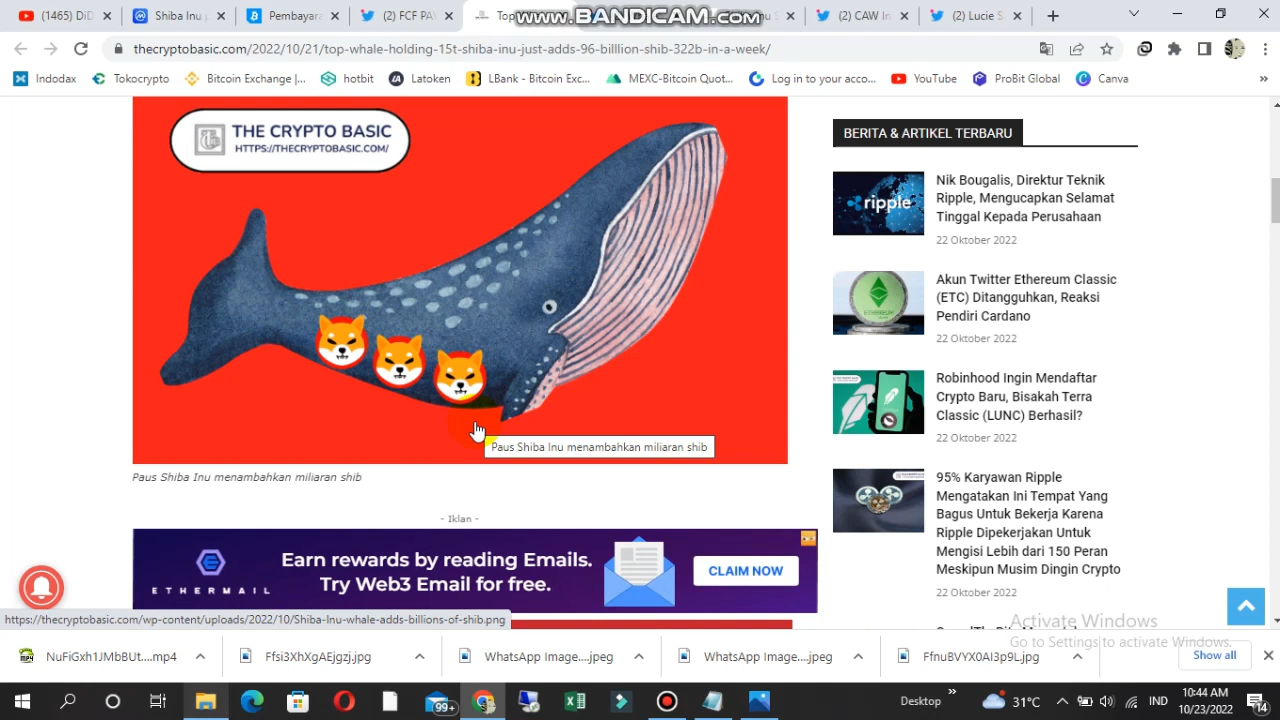 (1465) DiD
Shiba Inu p
Pembayara
(2) FCF PAY
Top
www.BANDICAM.com
u S
(2) CAW In
(2) Lucie S
thecryptobasic.com/2022/10/21/top-whale-holding-15t-shiba-inu-just-adds-96-billlion-shib-322b-in-a-week/
Indodax
Tokocrypto
Bitcoin Exchange |...
hotbit
Latoken
LBank - Bitcoin Exc...
MEXC-Bitcoin Quot...
Log in to your acco...
YouTube
ProBit Global
Canva
THE CRYPTO BASIC
HTTPS://THECRYPTOBASIC.COM/
Paus Shiba Inu menambahkan miliaran shib
Paus Shiba Inu menambahkan miliaran shib
- Iklan -
ETHERMAIL
Earn rewards by reading Emails.
Try Web3 Email for free.
CLAIM NOW
https://thecryptobasic.com/wp-content/uploads/2022/10/Shiba-Inu-whale-adds-billions-of-shib.png
BERITA & ARTIKEL TERBARU
ripple
Nik Bougalis, Direktur Teknik
Ripple, Mengucapkan Selamat
Tinggal Kepada Perusahaan
22 Oktober 2022
Akun Twitter Ethereum Classic
(ETC) Ditangguhkan, Reaksi
Pendiri Cardano
22 Oktober 2022
Robinhood Ingin Mendaftar
Crypto Baru, Bisakah Terra
Classic (LUNC) Berhasil?
22 Oktober 2022
95% Karyawan Ripple
Mengatakan Ini Tempat Yang
Bagus Untuk Bekerja Karena
Ripple Dipekerjakan Untuk
Mengisi Lebih dari 150 Peran
Meskipun Musim Dingin Crypto
22 Oktober 2022
Activate Windows
Go to Settings to activate Windows.
NuFiGxh1JMbBUt....mp4
Ffsi3XhXgAEjgzj.jpg
WhatsApp Image....jpeg
WhatsApp Image....jpeg
FfnuBVYX0AI3p9L.jpg
Show all
99+
Desktop
31°C
IND
10:44 AM
10/23/2022
14